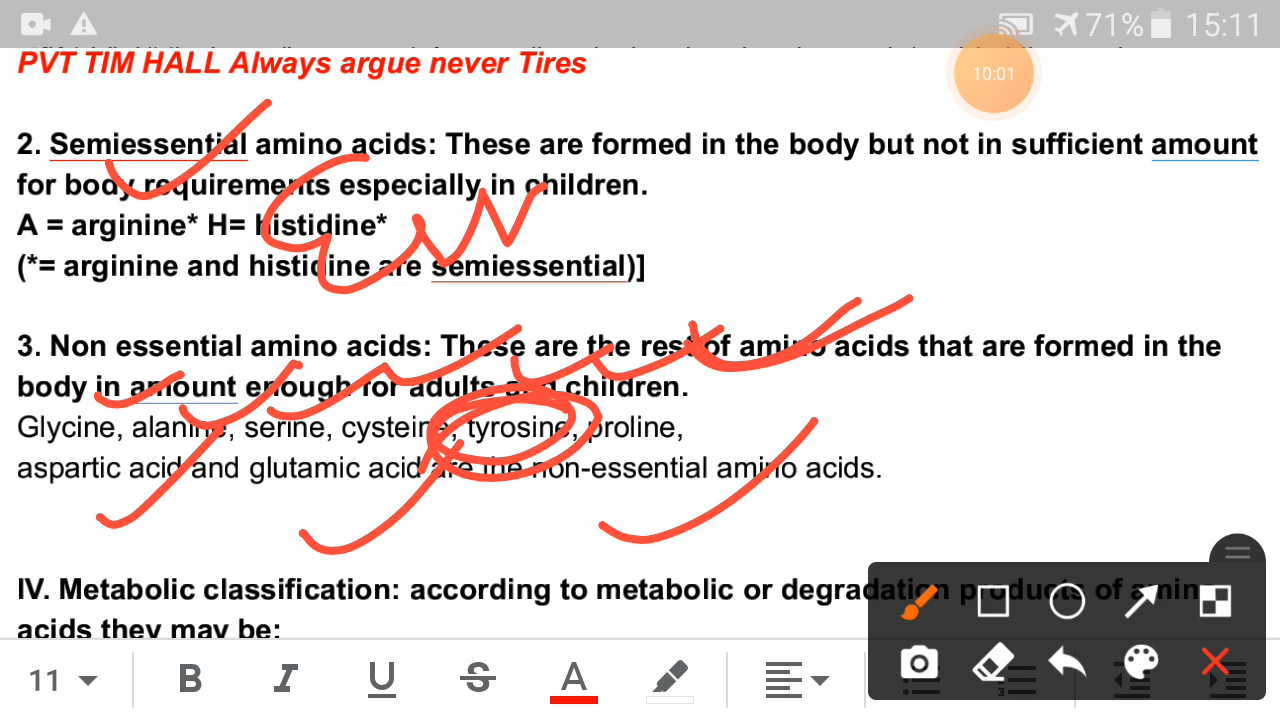 71% 15:11
PVT TIM HALL Always argue never Tires
10:01
2. Semiessential amino acids: These are formed in the body but not in sufficient amount
for body requirements especially in children.
A = arginine* H= histidine*
(*= arginine and histidine are semiessential)]
3. Non essential amino acids: These are the rest of amino acids that are formed in the
body in amount enough for adults and children.
Glycine, alanine, serine, cysteine, tyrosine, proline,
aspartic acid and glutamic acid are the non-essential amino acids.
IV. Metabolic classification: according to metabolic or degradation products of amino
acids they may be:
11 B I U S A